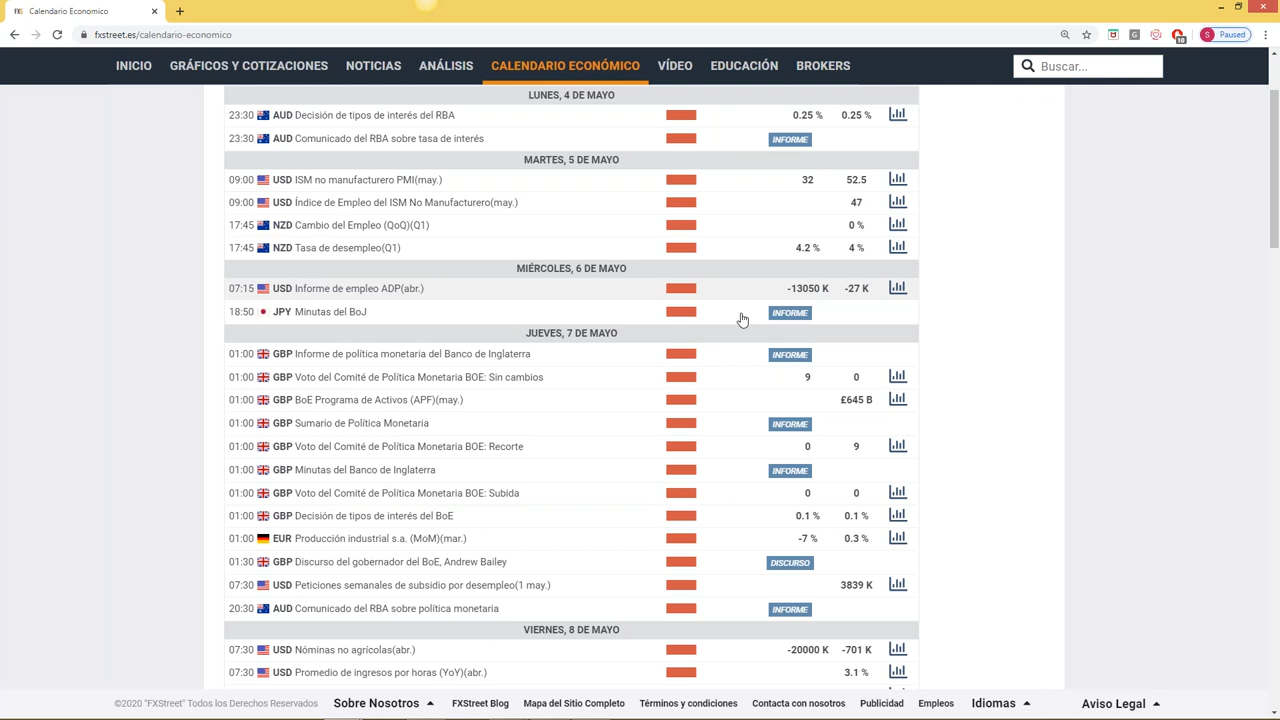 Calendario Economico
fxstreet.es/calendario-economico
10
S Paused
INICIO GRÁFICOS Y COTIZACIONES NOTICIAS ANÁLISIS CALENDARIO ECONÓMICO VÍDEO EDUCACIÓN BROKERS Buscar...
LUNES, 4 DE MAYO
23:30 AUD Decisión de tipos de interés del RBA 0.25 % 0.25 %
23:30 AUD Comunicado del RBA sobre tasa de interés INFORME
MARTES, 5 DE MAYO
09:00 USD ISM no manufacturero PMI(may.) 32 52.5
09:00 USD Índice de Empleo del ISM No Manufacturero(may.) 47
17:45 NZD Cambio del Empleo (QoQ)(Q1) 0 %
17:45 NZD Tasa de desempleo(Q1) 4.2 % 4 %
MIÉRCOLES, 6 DE MAYO
07:15 USD Informe de empleo ADP(abr.) -13050 K -27 K
18:50 JPY Minutas del BoJ INFORME
JUEVES, 7 DE MAYO
01:00 GBP Informe de política monetaria del Banco de Inglaterra INFORME
01:00 GBP Voto del Comité de Política Monetaria BOE: Sin cambios 9 0
01:00 GBP BoE Programa de Activos (APF)(may.) £645 B
01:00 GBP Sumario de Política Monetaria INFORME
01:00 GBP Voto del Comité de Política Monetaria BOE: Recorte 0 9
01:00 GBP Minutas del Banco de Inglaterra INFORME
01:00 GBP Voto del Comité de Política Monetaria BOE: Subida 0 0
01:00 GBP Decisión de tipos de interés del BoE 0.1 % 0.1 %
01:00 EUR Producción industrial s.a. (MoM)(mar.) -7 % 0.3 %
01:30 GBP Discurso del gobernador del BoE, Andrew Bailey DISCURSO
07:30 USD Peticiones semanales de subsidio por desempleo(1 may.) 3839 K
20:30 AUD Comunicado del RBA sobre política monetaria INFORME
VIERNES, 8 DE MAYO
07:30 USD Nóminas no agrícolas(abr.) -20000 K -701 K
07:30 USD Promedio de ingresos por horas (YoY)(abr.) 3.1 %
©2020 "FXStreet" Todos los Derechos Reservados Sobre Nosotros FXStreet Blog Mapa del Sitio Completo Términos y condiciones Contacta con nosotros Publicidad Empleos Idiomas Aviso Legal